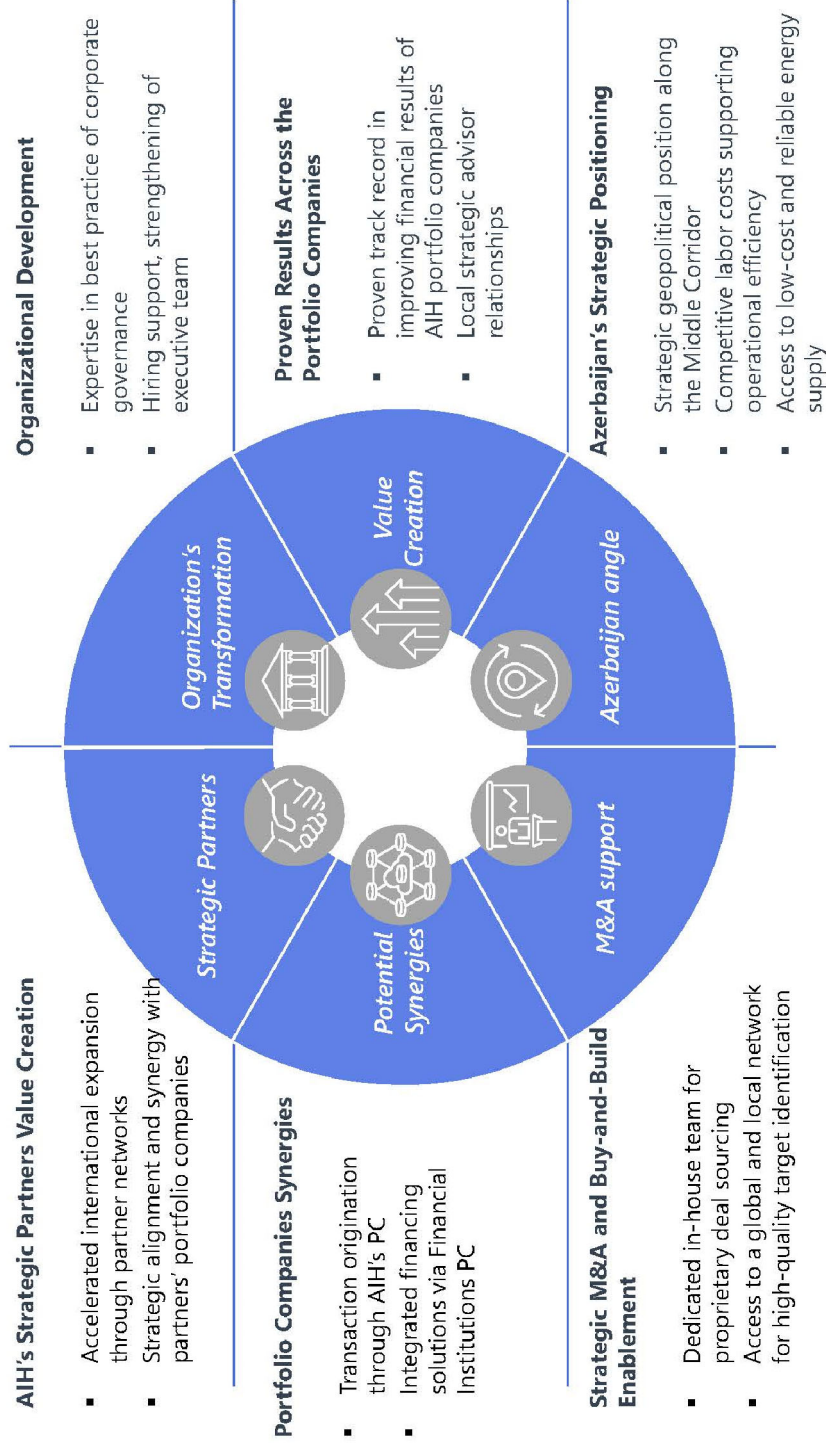 AIH's Strategic Partners Value Creation
▪ Accelerated international expansion
through partner networks
▪ Strategic alignment and synergy with
partners' portfolio companies
Portfolio Companies Synergies
▪ Transaction origination
through AIH's PC
▪ Integrated financing
solutions via Financial
Institutions PC
Strategic M&A and Buy-and-Build
Enablement
▪ Dedicated in-house team for
proprietary deal sourcing
▪ Access to a global and local network
for high-quality target identification
Strategic Partners
Potential
Synergies
M&A support
Organization's
Transformation
Value
Creation
Azerbaijan angle
Organizational Development
▪ Expertise in best practice of corporate
governance
▪ Hiring support, strengthening of
executive team
Proven Results Across the
Portfolio Companies
▪ Proven track record in
improving financial results of
AIH portfolio companies
▪ Local strategic advisor
relationships
Azerbaijan's Strategic Positioning
▪ Strategic geopolitical position along
the Middle Corridor
▪ Competitive labor costs supporting
operational efficiency
▪ Access to low-cost and reliable energy
supply